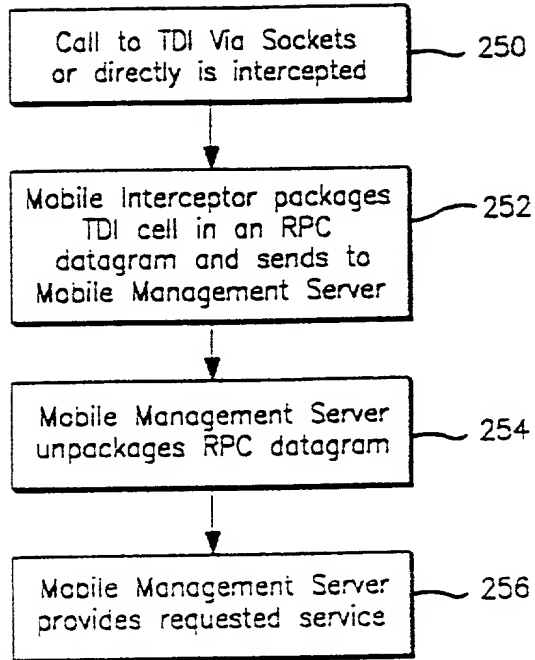 Call to TDI Via Sockets
or directly is intercepted
250
Mobile Interceptor packages
TDI cell in an RPC
datagram and sends to
Mobile Management Server
252
Mobile Management Server
unpackages RPC datagram
254
Mobile Management Server
provides requested service
256